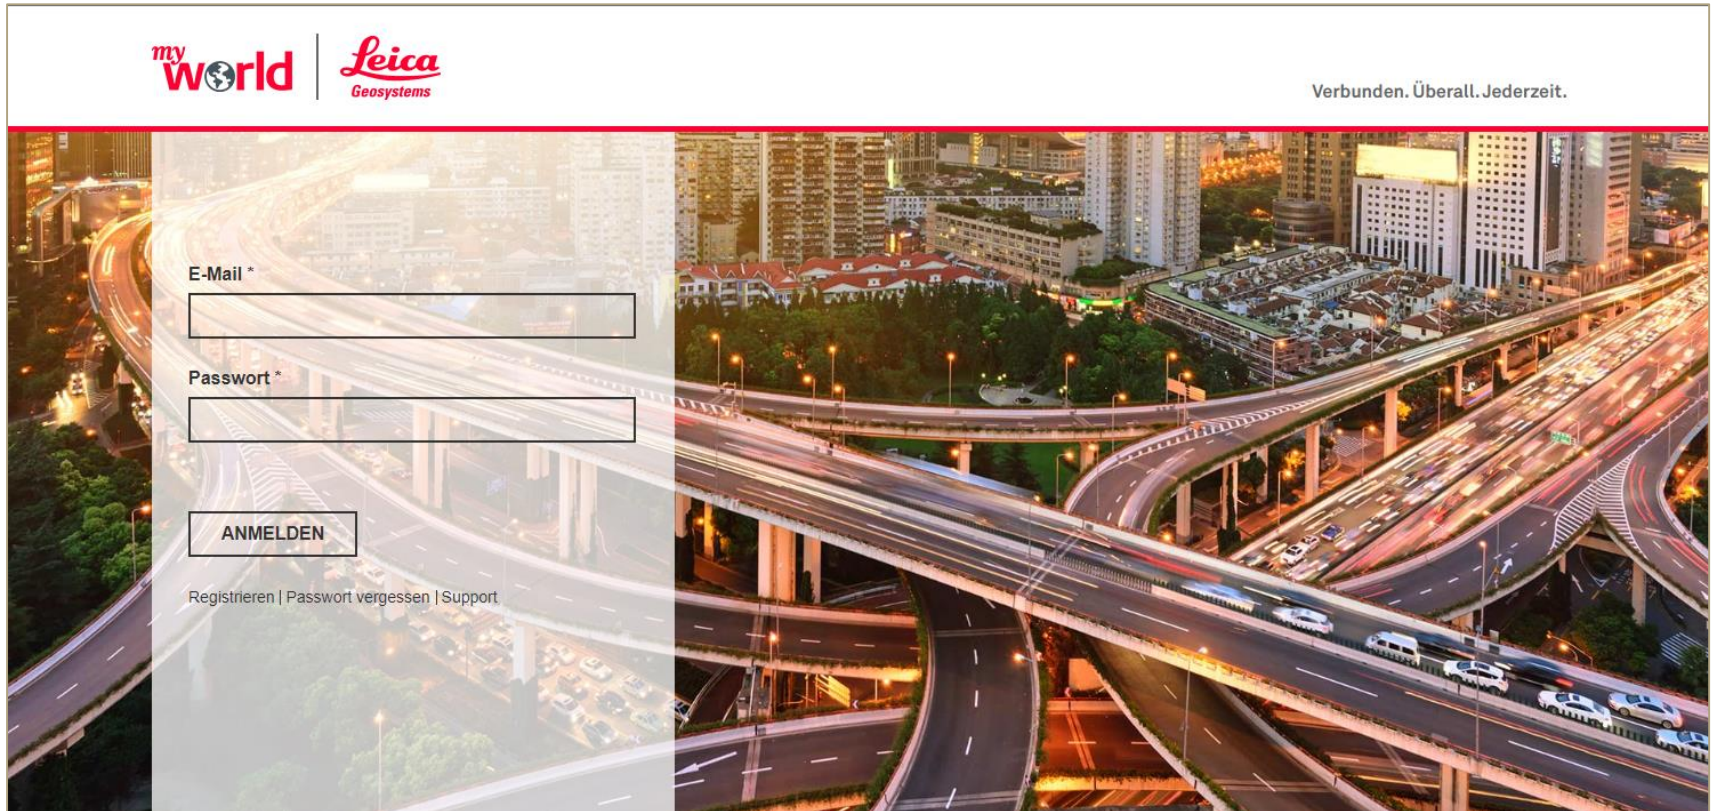 my world
Leica
Geosystems
Verbunden. Überall. Jederzeit.
E-Mail *
Passwort *
ANMELDEN
Registrieren | Passwort vergessen | Support